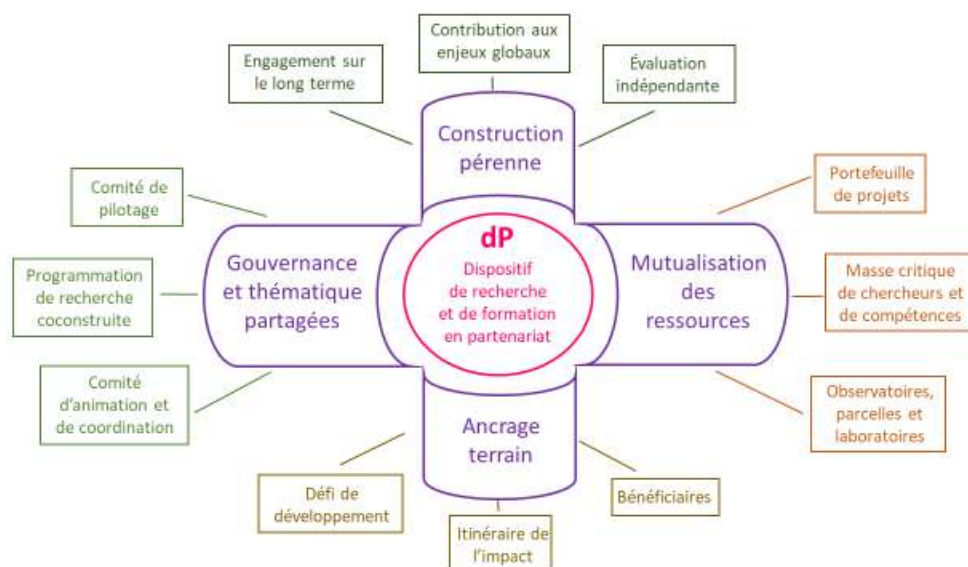 Contribution aux
enjeux globaux
Engagement sur
le long terme
Évaluation
indépendante
Construction
pérenne
Comité de
pilotage
Programmation
de recherche
coconstruite
Comité
d'animation et
de coordination
Gouvernance
et thématique
partagées
dP
Dispositif
de recherche
et de formation
en partenariat
Mutualisation
des
ressources
Portefeuille
de projets
Masse critique
de chercheurs et
de compétences
Observatoires,
parcelles et
laboratoires
Ancrage
terrain
Défi de
développement
Itinéraire de
l'impact
Bénéficiaires